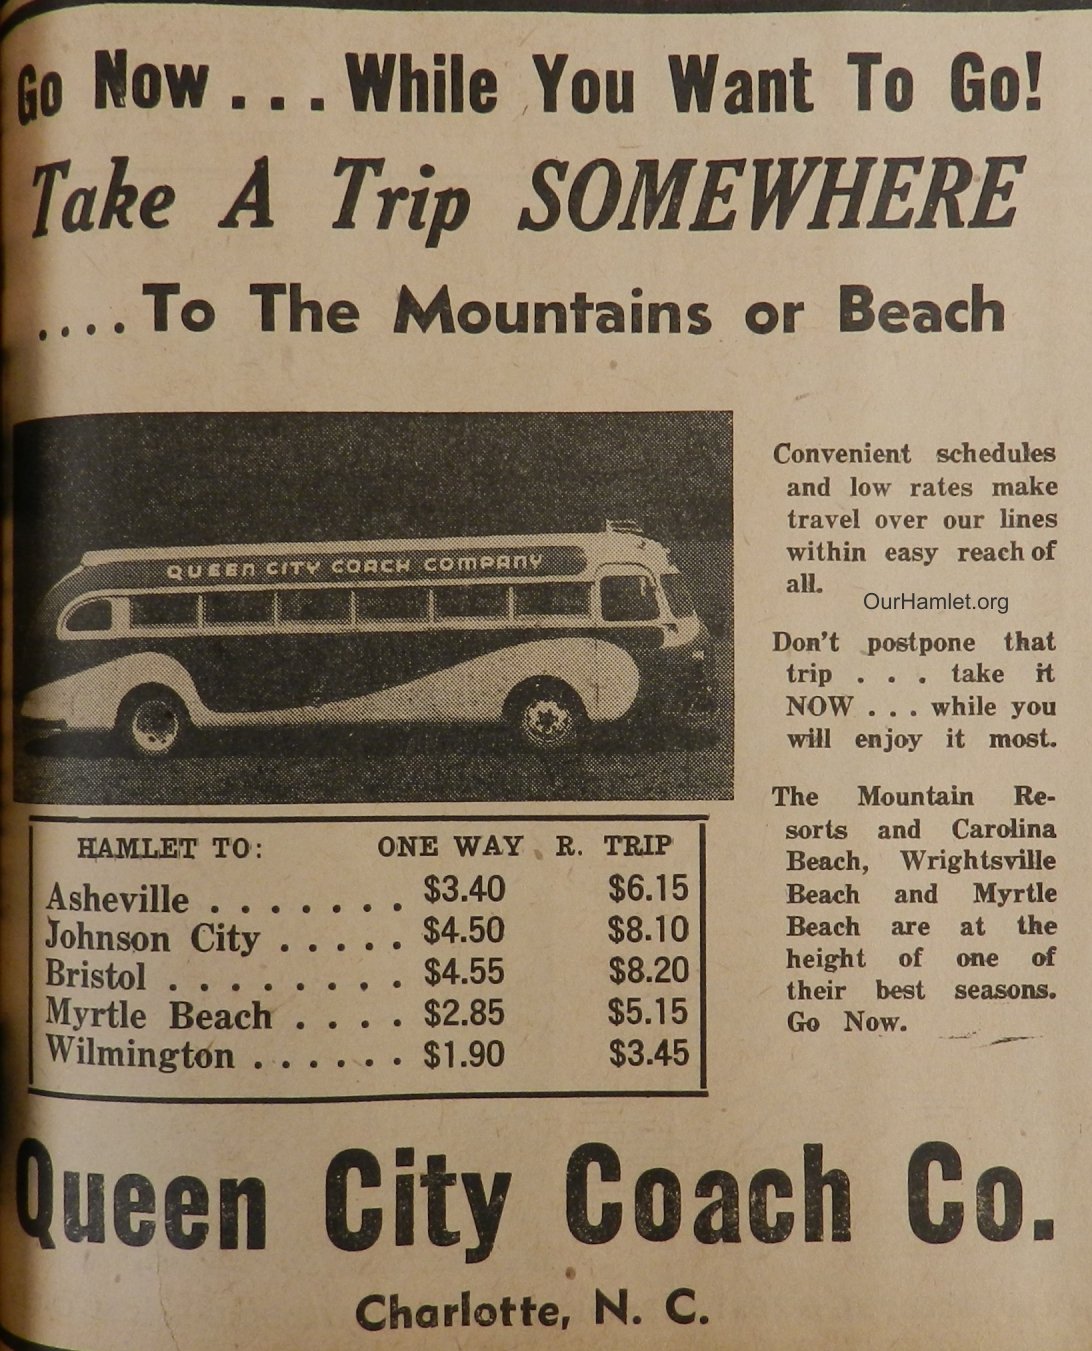 Go Now . . . While You Want To Go!
Take A Trip SOMEWHERE
. . . . To The Mountains or Beach
QUEEN CITY COACH COMPANY
Convenient schedules
and low rates make
travel over our lines
within easy reach of
all.
OurHamlet.org
Don't postpone that
trip . . . take it
NOW . . . while you
will enjoy it most.
The Mountain Re-
sorts and Carolina
Beach, Wrightsville
Beach and Myrtle
Beach are at the
height of one of
their best seasons.
Go Now.
HAMLET TO: ONE WAY R. TRIP
Asheville . . . . . . . $3.40 $6.15
Johnson City . . . . . $4.50 $8.10
Bristol . . . . . . . . . $4.55 $8.20
Myrtle Beach . . . . $2.85 $5.15
Wilmington . . . . . . $1.90 $3.45
Queen City Coach Co.
Charlotte, N. C.